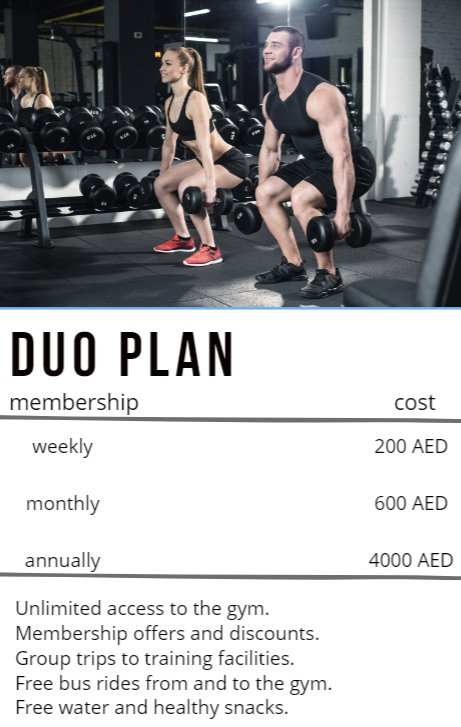 DUO PLAN
membership cost
weekly 200 AED
monthly 600 AED
annually 4000 AED
Unlimited access to the gym.
Membership offers and discounts.
Group trips to training facilities.
Free bus rides from and to the gym.
Free water and healthy snacks.